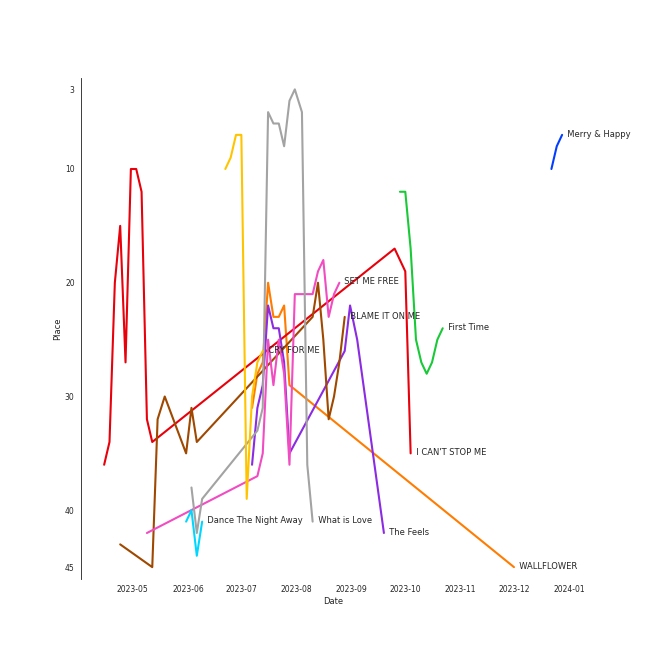 3
Merry & Happy
10
20
SET ME FREE
BLAME IT ON ME
First Time
CRY FOR ME
Place
30
I CAN'T STOP ME
40
Dance The Night Away
What is Love
The Feels
45
WALLFLOWER
2023-05
2023-06
2023-07
2023-08
2023-09
2023-10
2023-11
2023-12
2024-01
Date